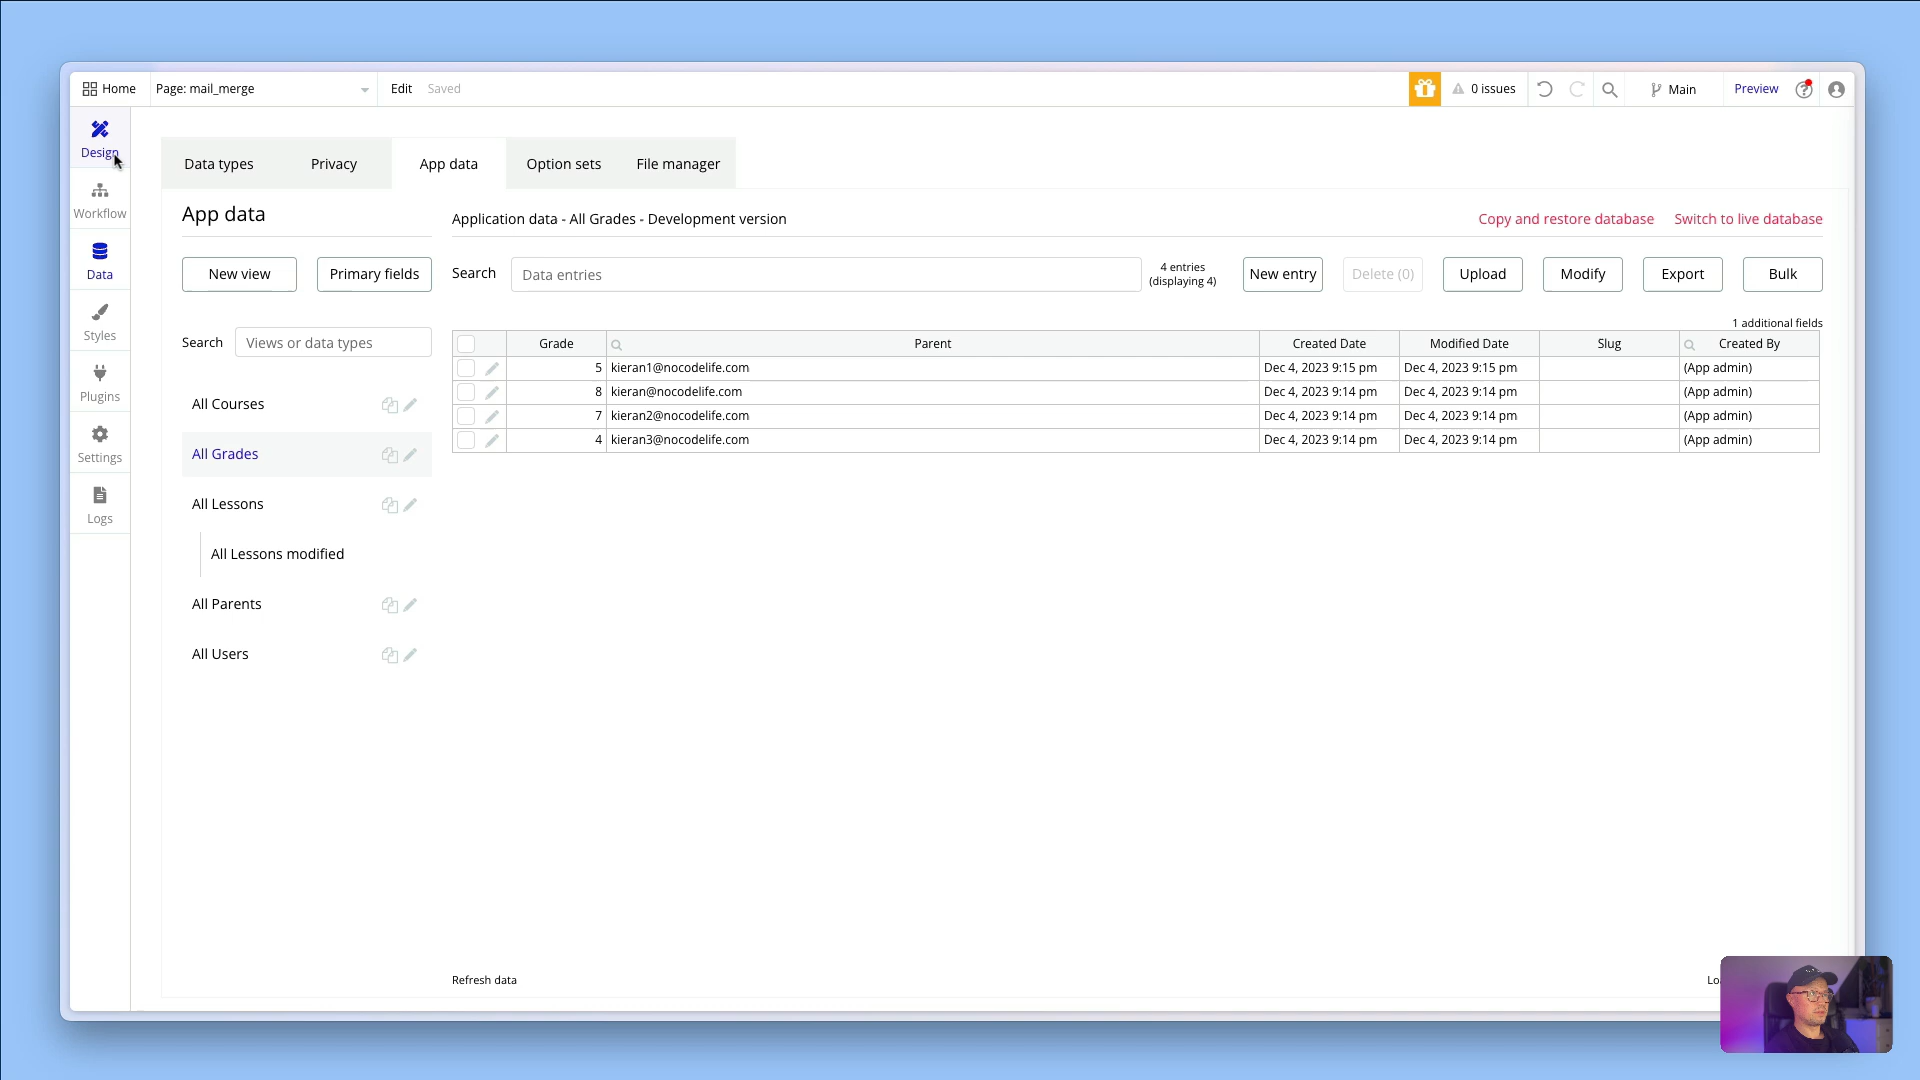 Home
Page: mail_merge
Edit
Saved
0 issues
Main
Preview
Design
Workflow
Data
Styles
Plugins
Settings
Logs
Data types
Privacy
App data
Option sets
File manager
App data
New view
Primary fields
Search
Views or data types
All Courses
All Grades
All Lessons
All Lessons modified
All Parents
All Users
Application data - All Grades - Development version
Copy and restore database
Switch to live database
Search
Data entries
4 entries
(displaying 4)
New entry
Delete (0)
Upload
Modify
Export
Bulk
1 additional fields
Grade Parent Created Date Modified Date Slug Created By
5 kieran1@nocodelife.com Dec 4, 2023 9:15 pm Dec 4, 2023 9:15 pm (App admin)
8 kieran@nocodelife.com Dec 4, 2023 9:14 pm Dec 4, 2023 9:14 pm (App admin)
7 kieran2@nocodelife.com Dec 4, 2023 9:14 pm Dec 4, 2023 9:14 pm (App admin)
4 kieran3@nocodelife.com Dec 4, 2023 9:14 pm Dec 4, 2023 9:14 pm (App admin)
Refresh data